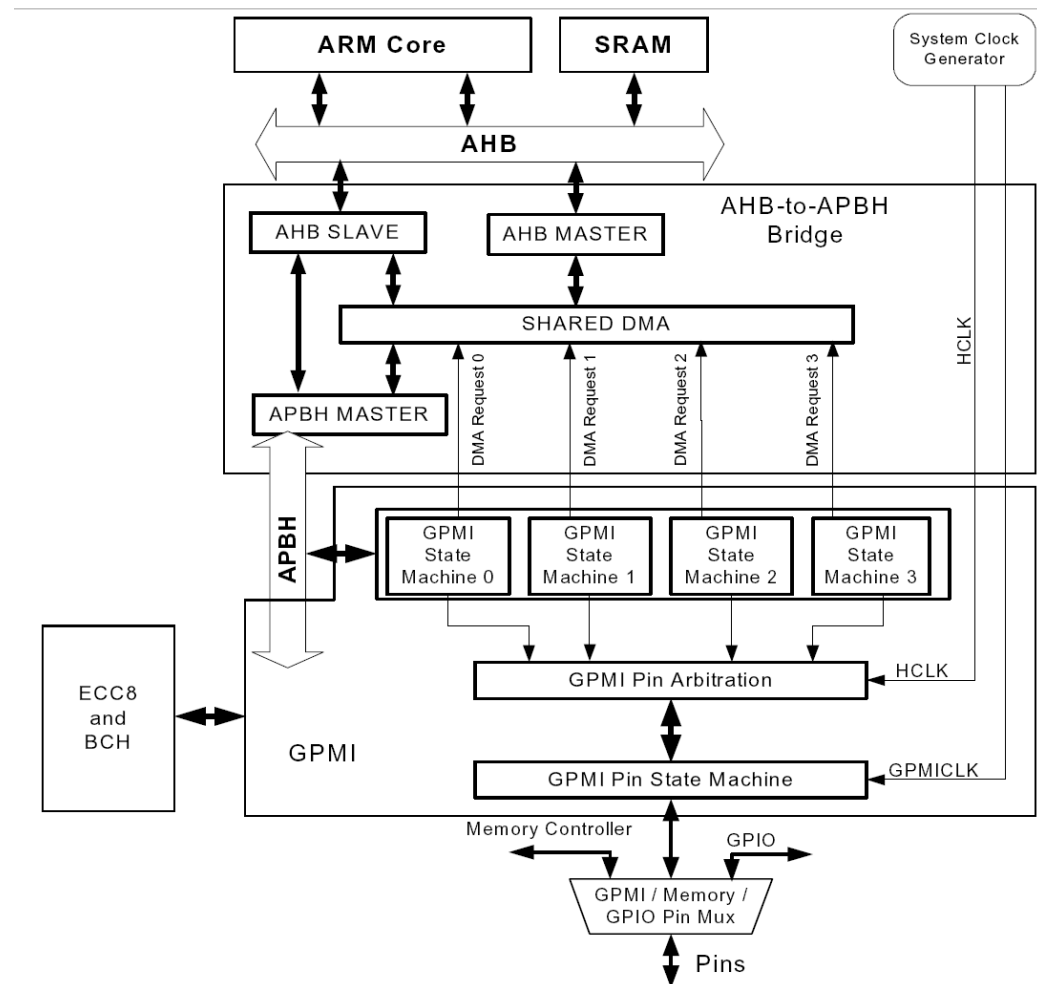 ARM Core
SRAM
System Clock
Generator
AHB
AHB-to-APBH
Bridge
AHB SLAVE
AHB MASTER
SHARED DMA
HCLK
DMA Request 0
DMA Request 1
DMA Request 2
DMA Request 3
APBH MASTER
APBH
GPMI
State
Machine 0
GPMI
State
Machine 1
GPMI
State
Machine 2
GPMI
State
Machine 3
ECC8
and
BCH
GPMI Pin Arbitration
HCLK
GPMI
GPMI Pin State Machine
GPMICLK
Memory Controller
GPIO
GPMI / Memory /
GPIO Pin Mux
Pins